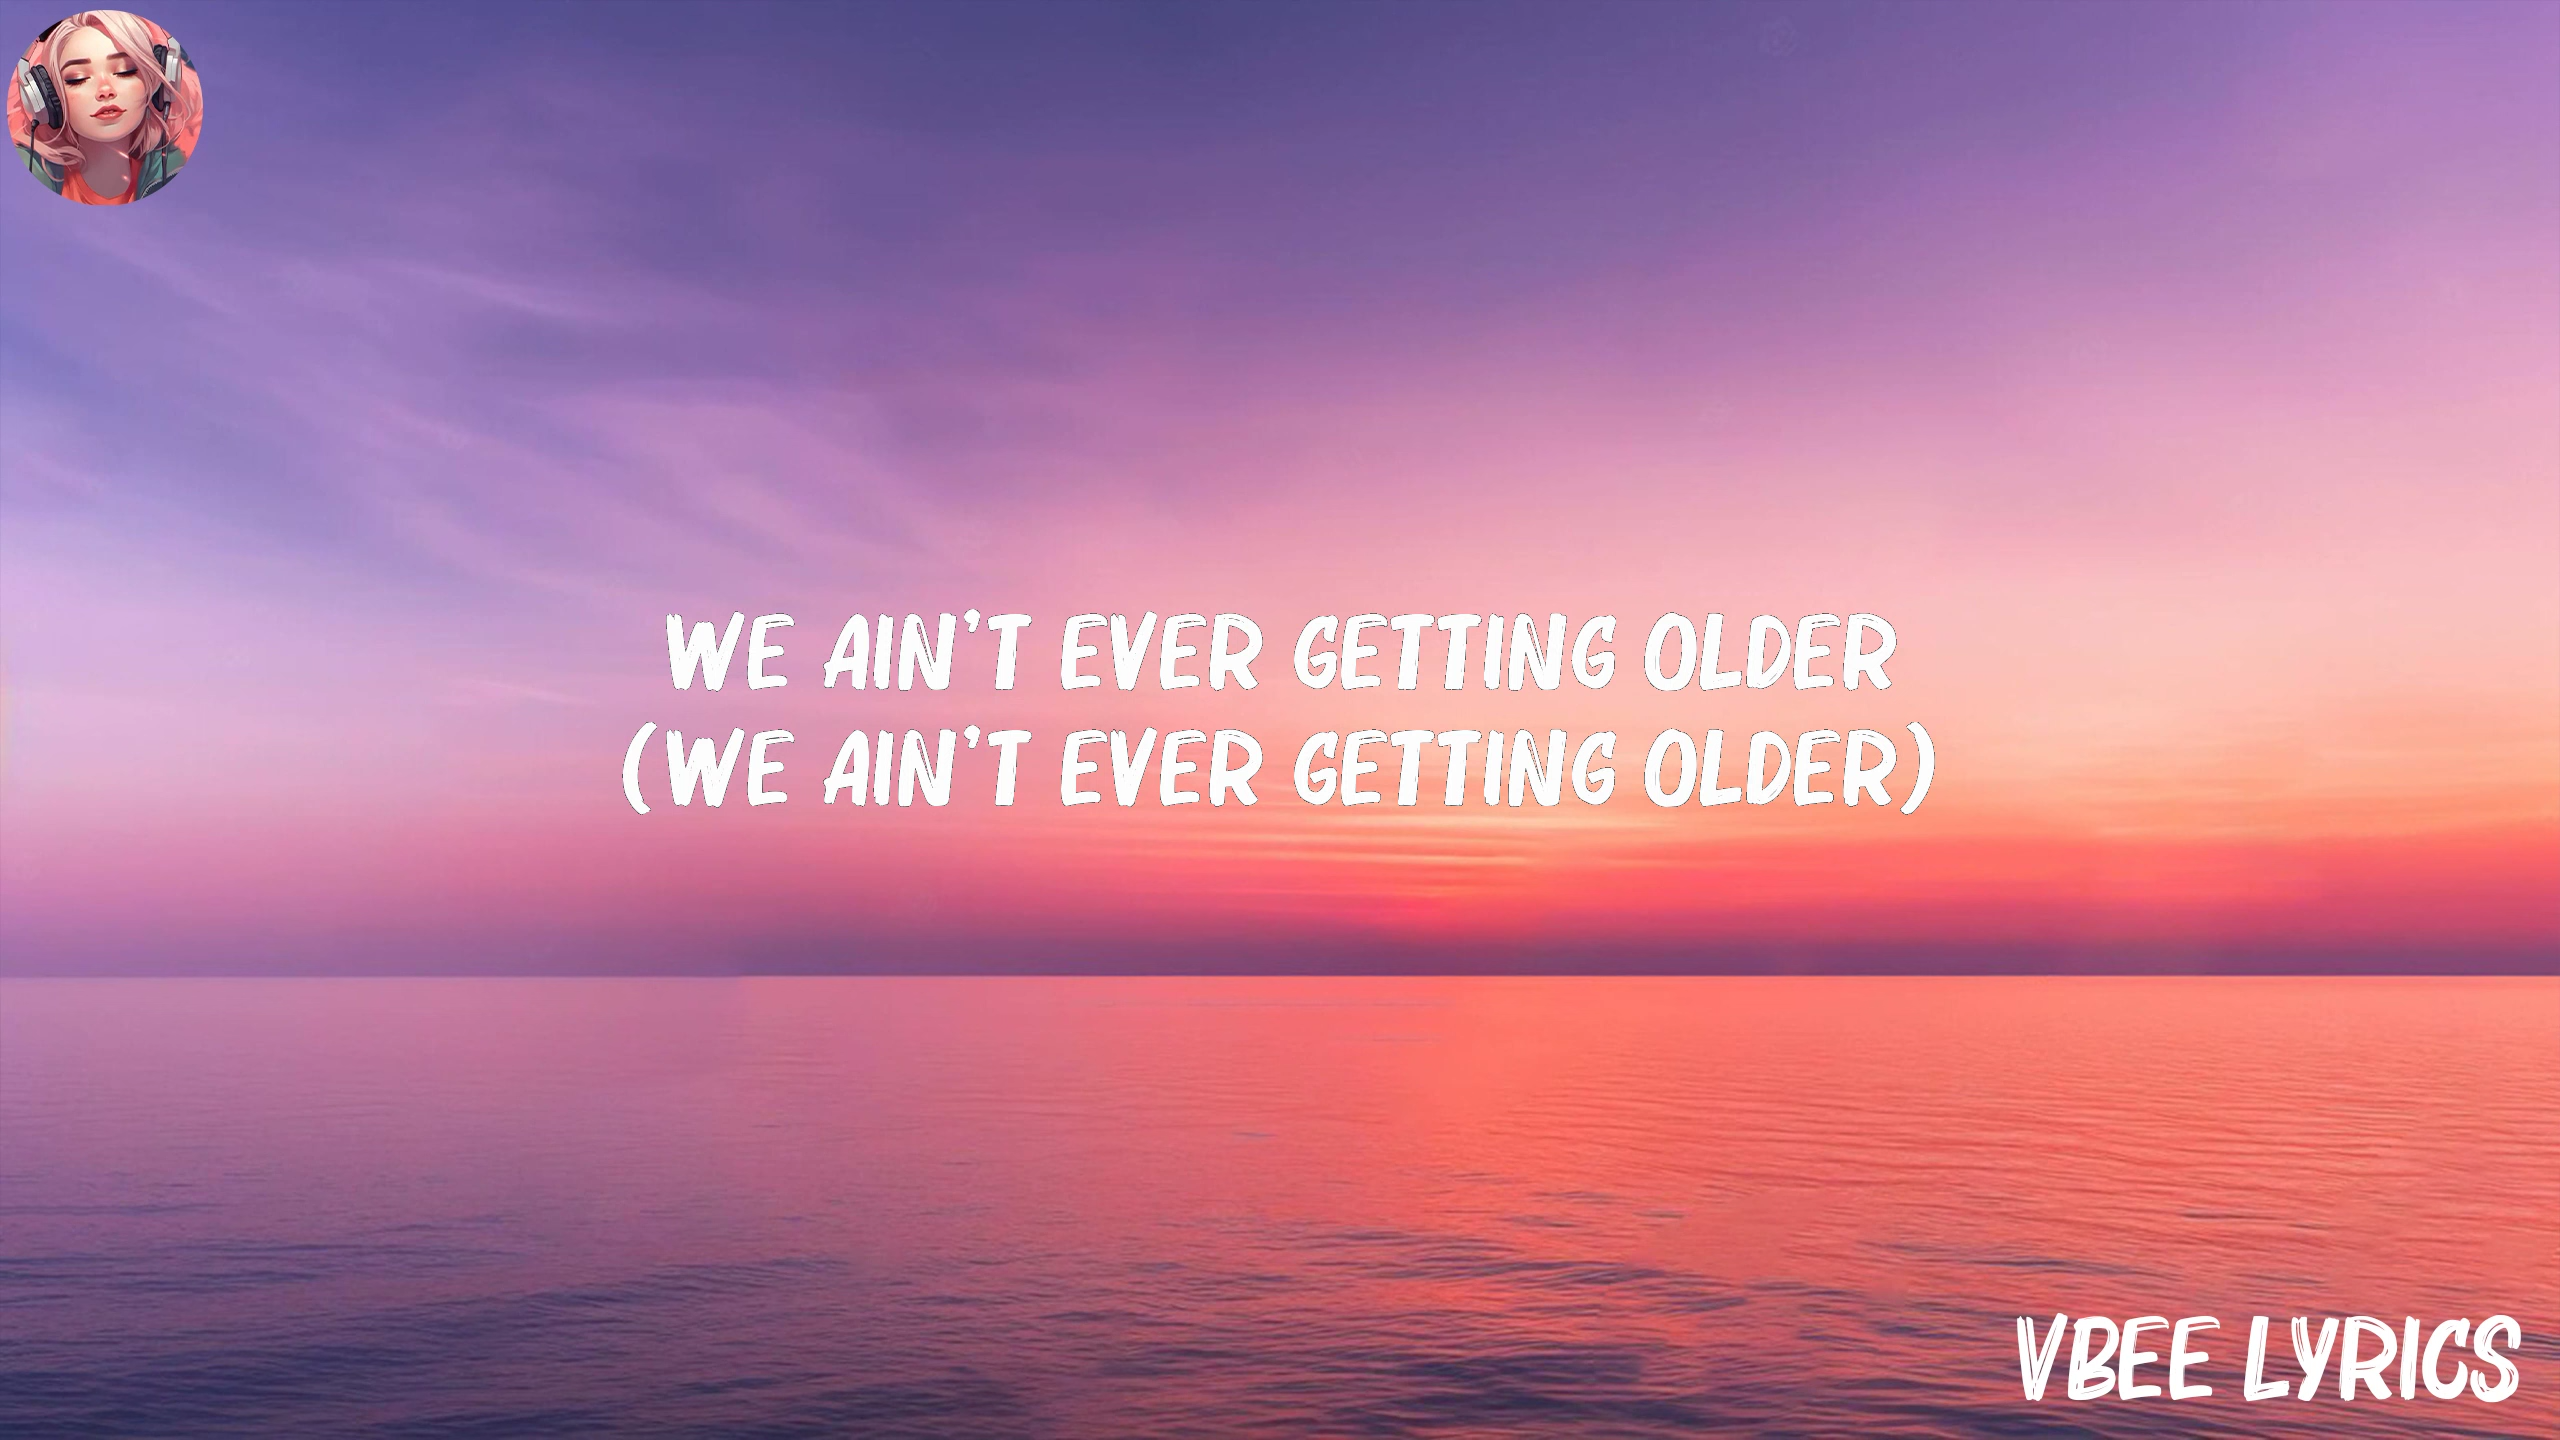 WE AIN'T EVER GETTING OLDER
(WE AIN'T EVER GETTING OLDER)
VBEE LYRICS